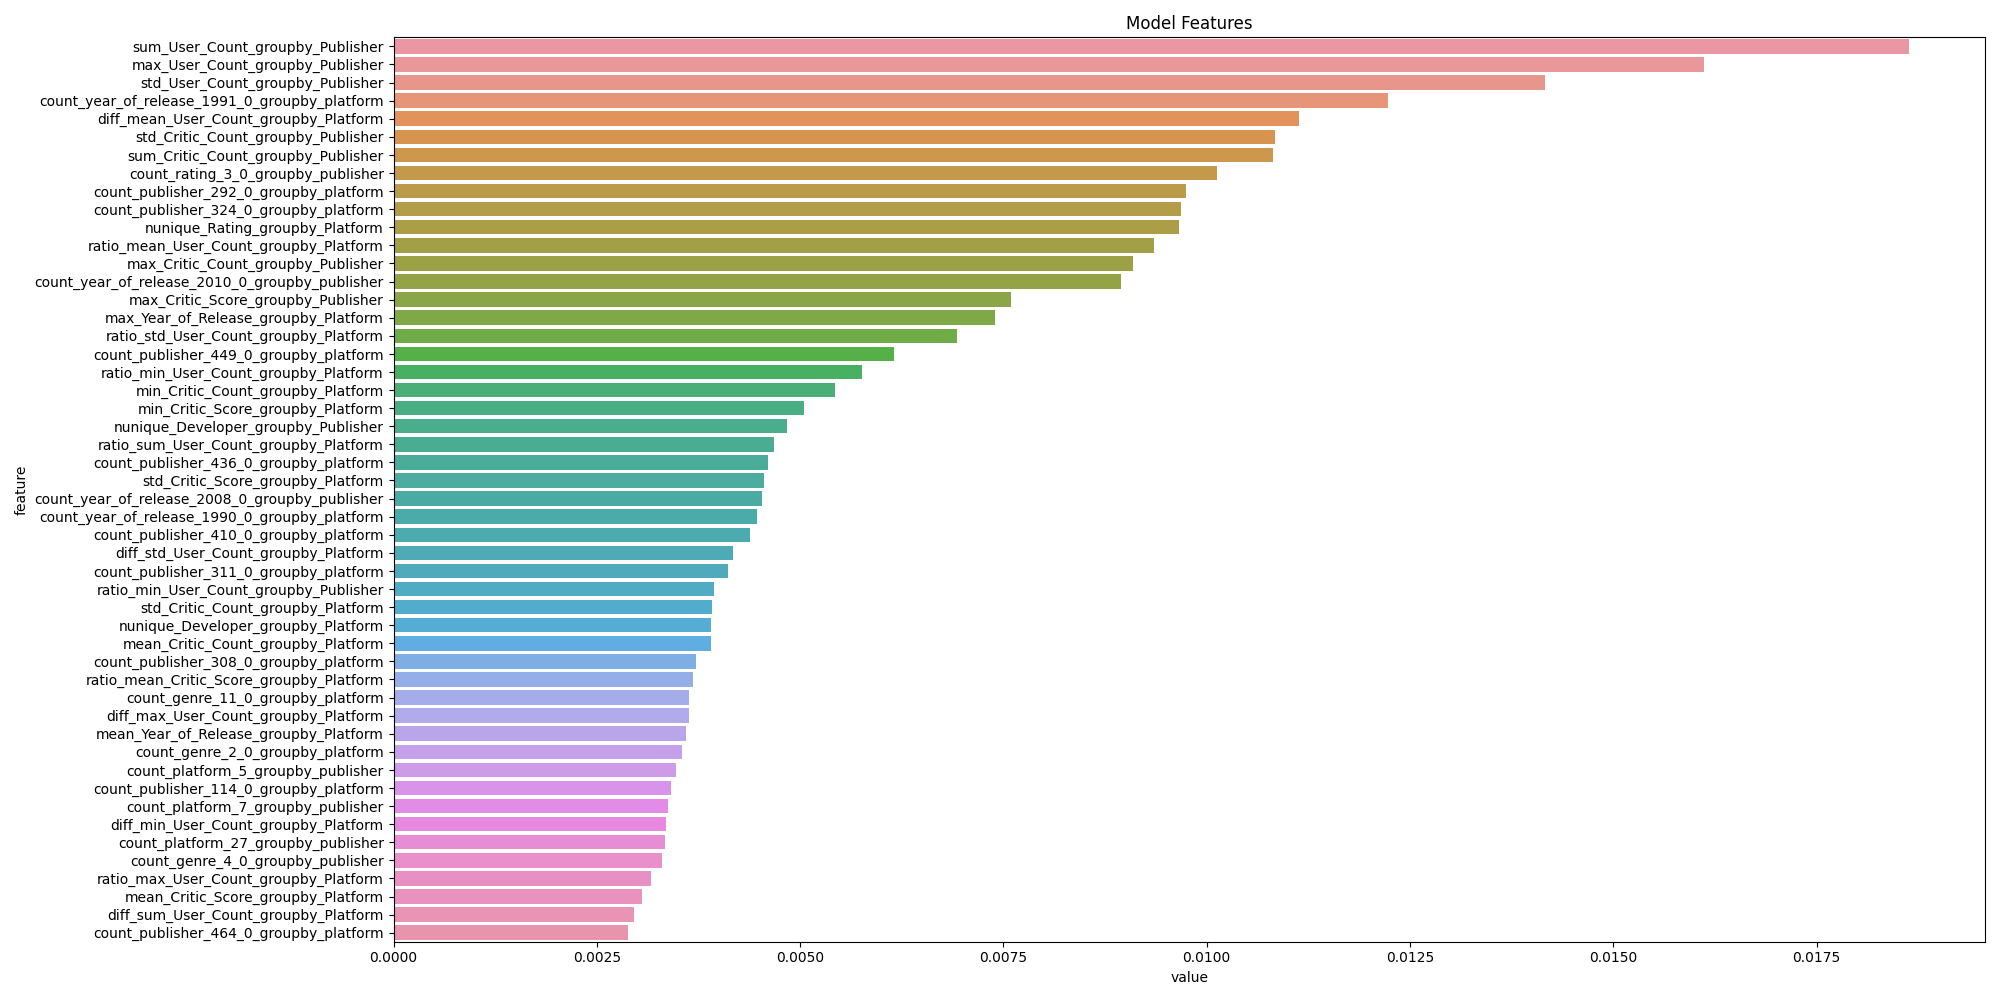 Model Features
sum_User_Count_groupby_Publisher
max_User_Count_groupby_Publisher
std_User_Count_groupby_Publisher
count_year_of_release_1991_0_groupby_platform
diff_mean_User_Count_groupby_Platform
std_Critic_Count_groupby_Publisher
sum_Critic_Count_groupby_Publisher
count_rating_3_0_groupby_publisher
count_publisher_292_0_groupby_platform
count_publisher_324_0_groupby_platform
nunique_Rating_groupby_Platform
ratio_mean_User_Count_groupby_Platform
max_Critic_Count_groupby_Publisher
count_year_of_release_2010_0_groupby_publisher
max_Critic_Score_groupby_Publisher
max_Year_of_Release_groupby_Platform
ratio_std_User_Count_groupby_Platform
count_publisher_449_0_groupby_platform
ratio_min_User_Count_groupby_Platform
min_Critic_Count_groupby_Platform
min_Critic_Score_groupby_Platform
nunique_Developer_groupby_Publisher
ratio_sum_User_Count_groupby_Platform
count_publisher_436_0_groupby_platform
std_Critic_Score_groupby_Platform
count_year_of_release_2008_0_groupby_publisher
count_year_of_release_1990_0_groupby_platform
count_publisher_410_0_groupby_platform
diff_std_User_Count_groupby_Platform
count_publisher_311_0_groupby_platform
ratio_min_User_Count_groupby_Publisher
std_Critic_Count_groupby_Platform
nunique_Developer_groupby_Platform
mean_Critic_Count_groupby_Platform
count_publisher_308_0_groupby_platform
ratio_mean_Critic_Score_groupby_Platform
count_genre_11_0_groupby_platform
diff_max_User_Count_groupby_Platform
mean_Year_of_Release_groupby_Platform
count_genre_2_0_groupby_platform
count_platform_5_groupby_publisher
count_publisher_114_0_groupby_platform
count_platform_7_groupby_publisher
diff_min_User_Count_groupby_Platform
count_platform_27_groupby_publisher
count_genre_4_0_groupby_publisher
ratio_max_User_Count_groupby_Platform
mean_Critic_Score_groupby_Platform
diff_sum_User_Count_groupby_Platform
count_publisher_464_0_groupby_platform
feature
0.0000 0.0025 0.0050 0.0075 0.0100 0.0125 0.0150 0.0175
value